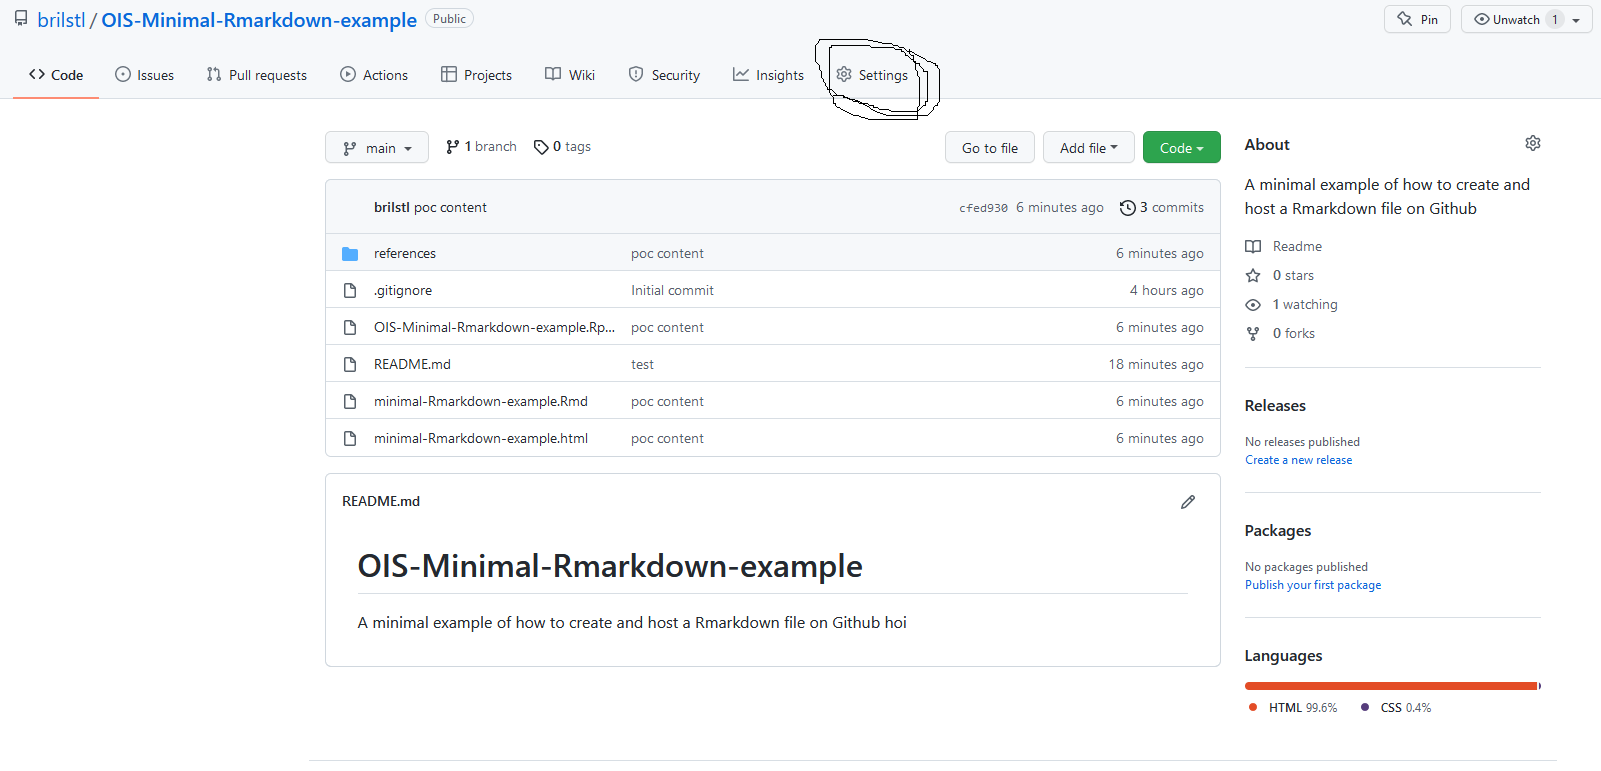 brilstl / OIS-Minimal-Rmarkdown-example Public Pin Unwatch 1
Code Issues Pull requests Actions Projects Wiki Security Insights Settings
main 1 branch 0 tags Go to file Add file Code
brilstl poc content cfed930 6 minutes ago 3 commits
references poc content 6 minutes ago
.gitignore Initial commit 4 hours ago
OIS-Minimal-Rmarkdown-example.Rp... poc content 6 minutes ago
README.md test 18 minutes ago
minimal-Rmarkdown-example.Rmd poc content 6 minutes ago
minimal-Rmarkdown-example.html poc content 6 minutes ago
README.md
OIS-Minimal-Rmarkdown-example
A minimal example of how to create and host a Rmarkdown file on Github hoi
About
A minimal example of how to create and
host a Rmarkdown file on Github
Readme
0 stars
1 watching
0 forks
Releases
No releases published
Create a new release
Packages
No packages published
Publish your first package
Languages
HTML 99.6% CSS 0.4%